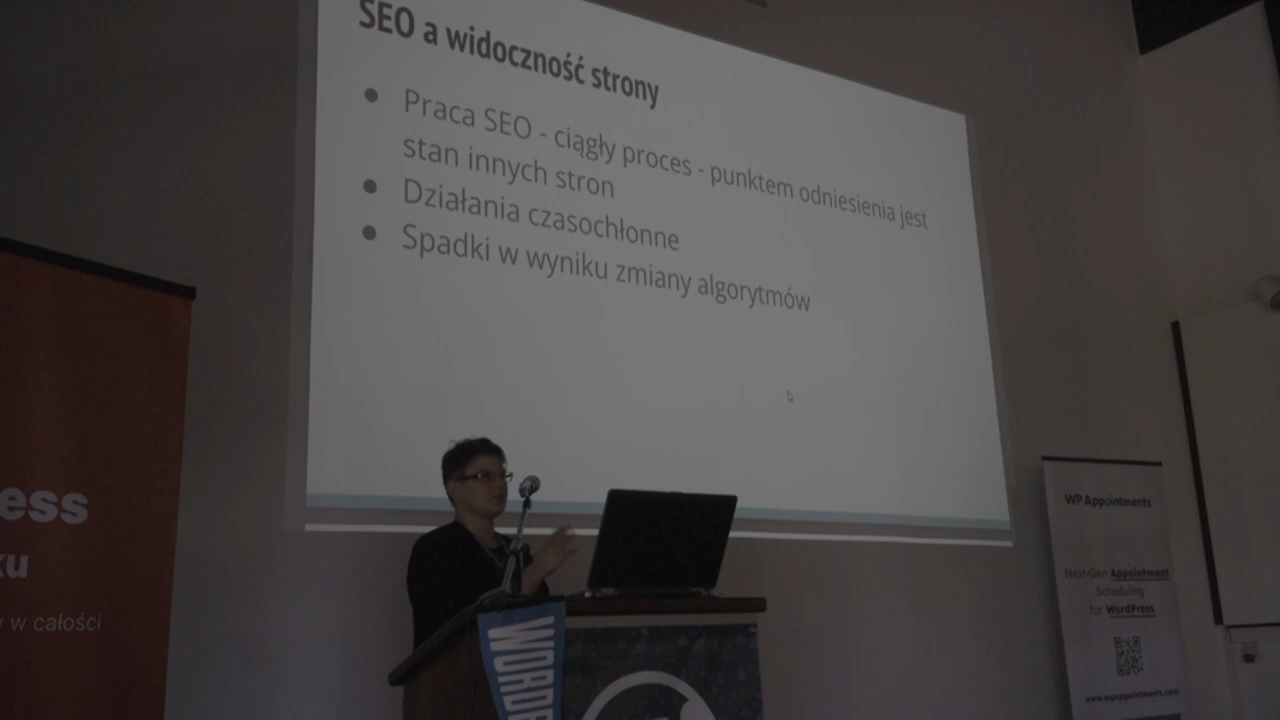 SEO a widoczność strony
Praca SEO - ciągły proces - punktem odniesienia jest
stan innych stron
Działania czasochłonne
Spadki w wyniku zmiany algorytmów
ess
ku
w całości
WP Appointments
Next-Gen Appointment
Scheduling
for WordPress
www.wpappointments.com
WORDP